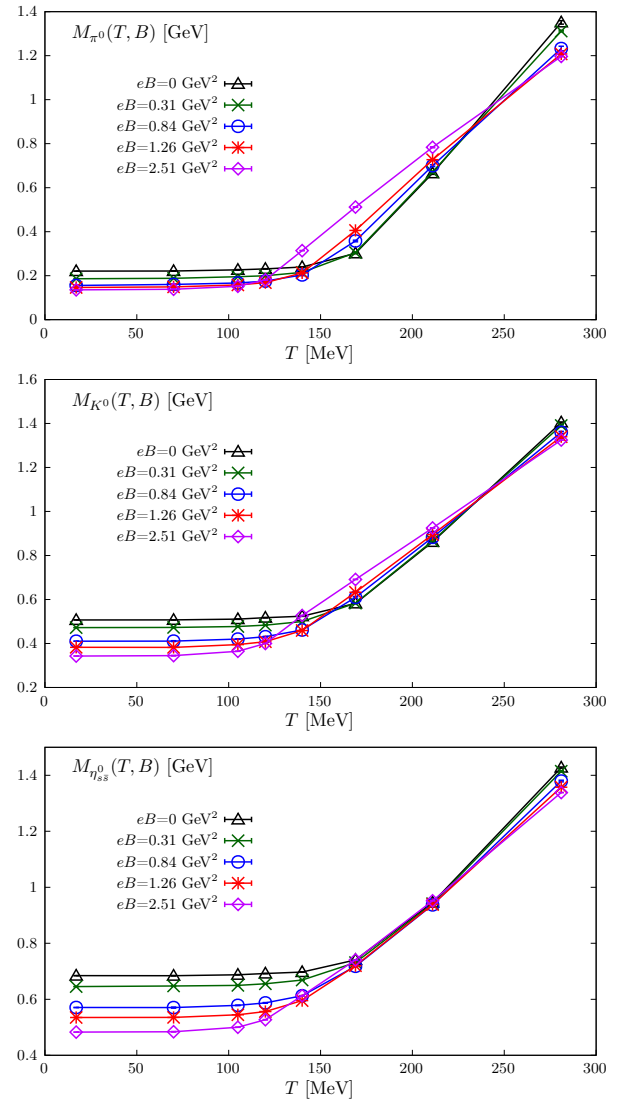 M_{π⁰}(T, B) [GeV]
eB=0 GeV²
eB=0.31 GeV²
eB=0.84 GeV²
eB=1.26 GeV²
eB=2.51 GeV²
1.4
1.2
1
0.8
0.6
0.4
0.2
0
0 50 100 150 200 250 300
T [MeV]
M_{K⁰}(T, B) [GeV]
eB=0 GeV²
eB=0.31 GeV²
eB=0.84 GeV²
eB=1.26 GeV²
eB=2.51 GeV²
1.6
1.4
1.2
1
0.8
0.6
0.4
0.2
0 50 100 150 200 250 300
T [MeV]
M_{η⁰_{ss̄}}(T, B) [GeV]
eB=0 GeV²
eB=0.31 GeV²
eB=0.84 GeV²
eB=1.26 GeV²
eB=2.51 GeV²
1.4
1.2
1
0.8
0.6
0.4
0 50 100 150 200 250 300
T [MeV]